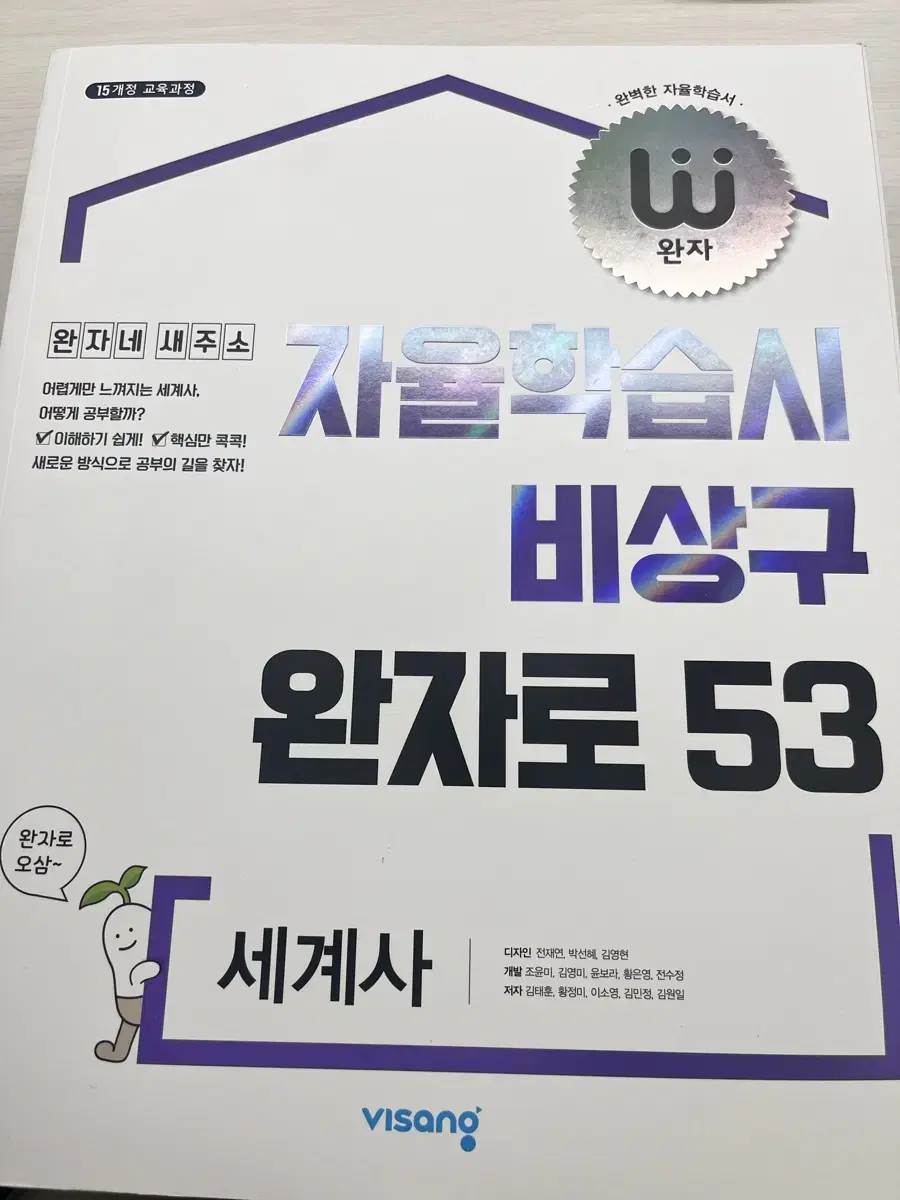 15개정 교육과정
· 완벽한 자율학습서 ·
완자
완자네 새주소
어렵게만 느껴지는 세계사,
어떻게 공부할까?
이해하기 쉽게! 핵심만 콕콕!
새로운 방식으로 공부의 길을 찾자!
자율학습시
비상구
완자로 53
완자로
오삼~
세계사
디자인 전재연, 박선혜, 김영현
개발 조윤미, 김영미, 윤보라, 황은영, 전수정
저자 김태훈, 황정미, 이소영, 김민정, 김원일
visang